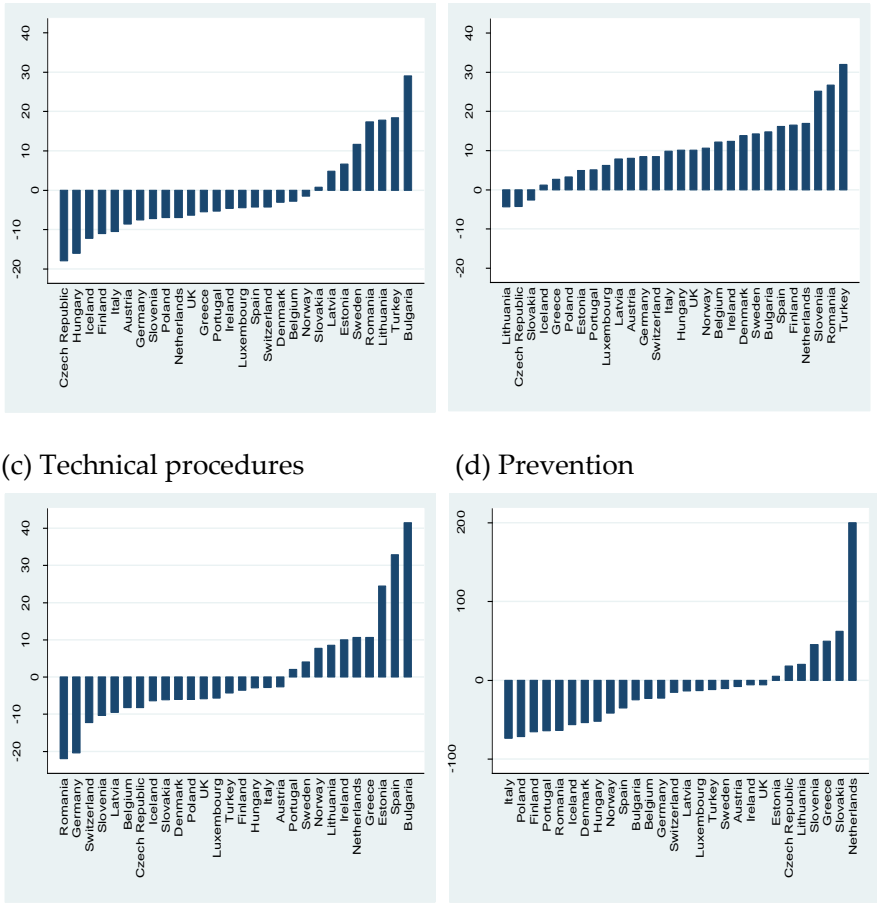 40
30
20
10
0
-10
-20
Czech Republic
Hungary
Iceland
Finland
Italy
Austria
Germany
Slovenia
Poland
Netherlands
UK
Greece
Portugal
Ireland
Luxembourg
Spain
Switzerland
Denmark
Belgium
Norway
Slovakia
Latvia
Estonia
Sweden
Romania
Lithuania
Turkey
Bulgaria
40
30
20
10
0
-10
-20
Lithuania
Czech Republic
Slovakia
Iceland
Greece
Poland
Estonia
Portugal
Luxembourg
Latvia
Austria
Germany
Switzerland
Italy
Hungary
UK
Norway
Belgium
Ireland
Denmark
Sweden
Bulgaria
Spain
Finland
Netherlands
Slovenia
Romania
Turkey
(c) Technical procedures
40
30
20
10
0
-10
-20
Romania
Germany
Switzerland
Slovenia
Latvia
Belgium
Czech Republic
Iceland
Slovakia
Denmark
Poland
UK
Luxembourg
Turkey
Finland
Hungary
Italy
Austria
Portugal
Sweden
Norway
Lithuania
Ireland
Netherlands
Greece
Estonia
Spain
Bulgaria
(d) Prevention
200
100
0
-100
Italy
Poland
Finland
Portugal
Romania
Iceland
Denmark
Hungary
Norway
Spain
Bulgaria
Belgium
Germany
Switzerland
Latvia
Luxembourg
Turkey
Sweden
Austria
Ireland
UK
Estonia
Czech Republic
Lithuania
Slovenia
Greece
Slovakia
Netherlands